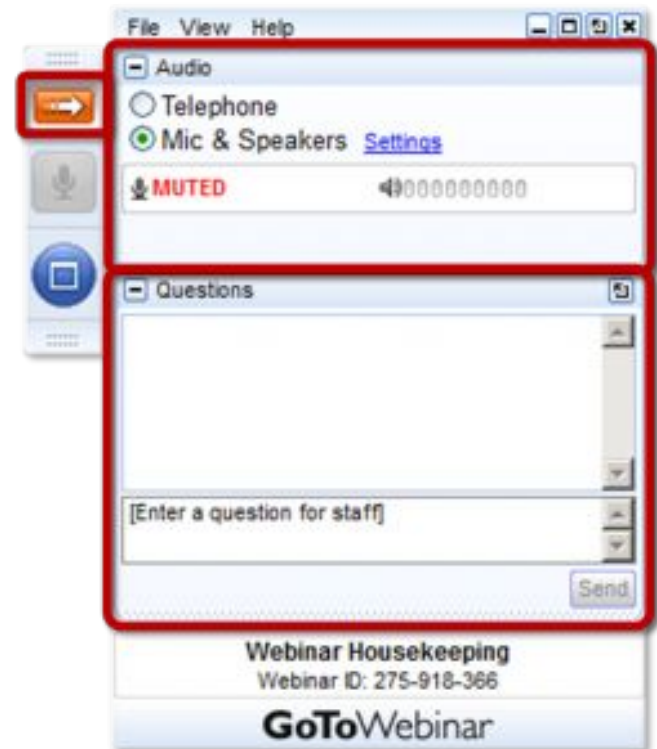 File View Help
Audio
Telephone
Mic & Speakers Settings
MUTED
Questions
[Enter a question for staff]
Send
Webinar Housekeeping
Webinar ID: 275-918-366
GoToWebinar